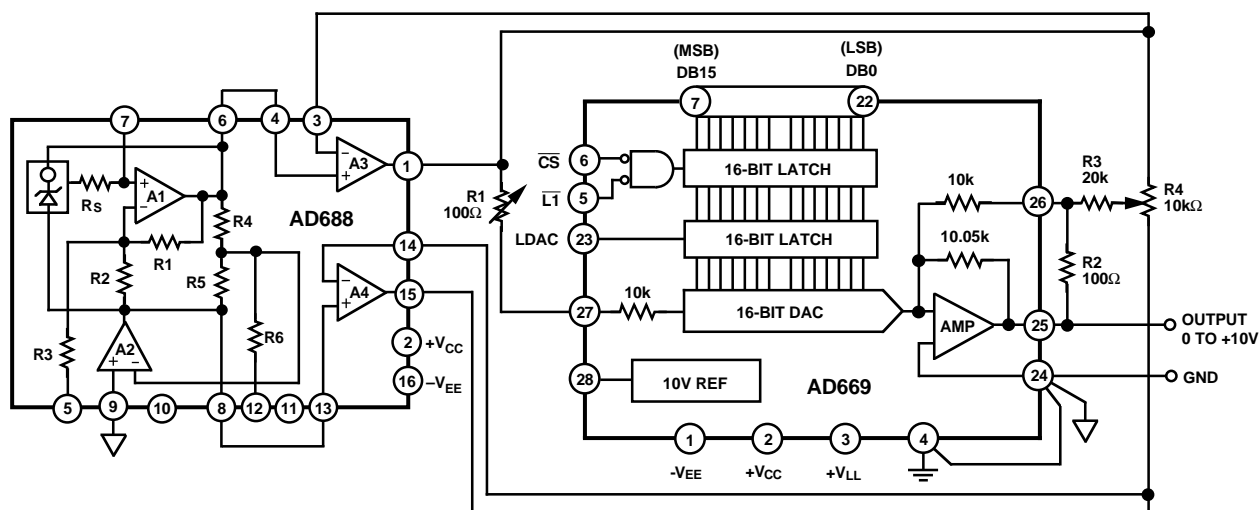 (MSB)
DB15
(LSB)
DB0
7
22
7
6
4
3
A3
1
RS
A1
R4
R1
R2
R5
R3
A2
R6
AD688
14
A4
15
2
+VCC
16
–VEE
5
9
10
8
12
11
13
R1
100Ω
CS
6
L1
5
LDAC
23
27
10k
28
16-BIT LATCH
16-BIT LATCH
16-BIT DAC
10V REF
AD669
10k
10.05k
AMP
26
25
24
R3
20k
R4
10kΩ
R2
100Ω
OUTPUT
0 TO +10V
GND
1
2
3
4
-VEE
+VCC
+VLL